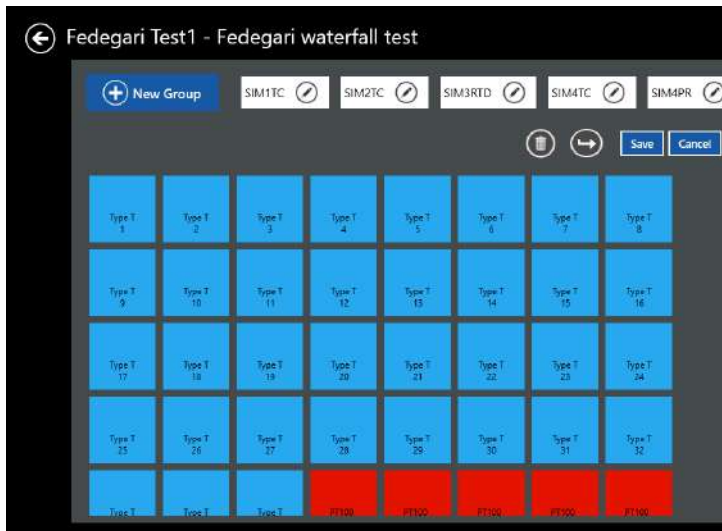 Fedegari Test1 - Fedegari waterfall test
New Group SIM1TC SIM2TC SIM3RTD SIM4TC SIM4PR
Save Cancel
Type T Type T Type T Type T Type T Type T Type T Type T
1 2 3 4 5 6 7 8
Type T Type T Type T Type T Type T Type T Type T Type T
9 10 11 12 13 14 15 16
Type T Type T Type T Type T Type T Type T Type T Type T
17 18 19 20 21 22 23 24
Type T Type T Type T Type T Type T Type T Type T Type T
25 26 27 28 29 30 31 32
Type T Type T Type T PT100 PT100 PT100 PT100 PT100